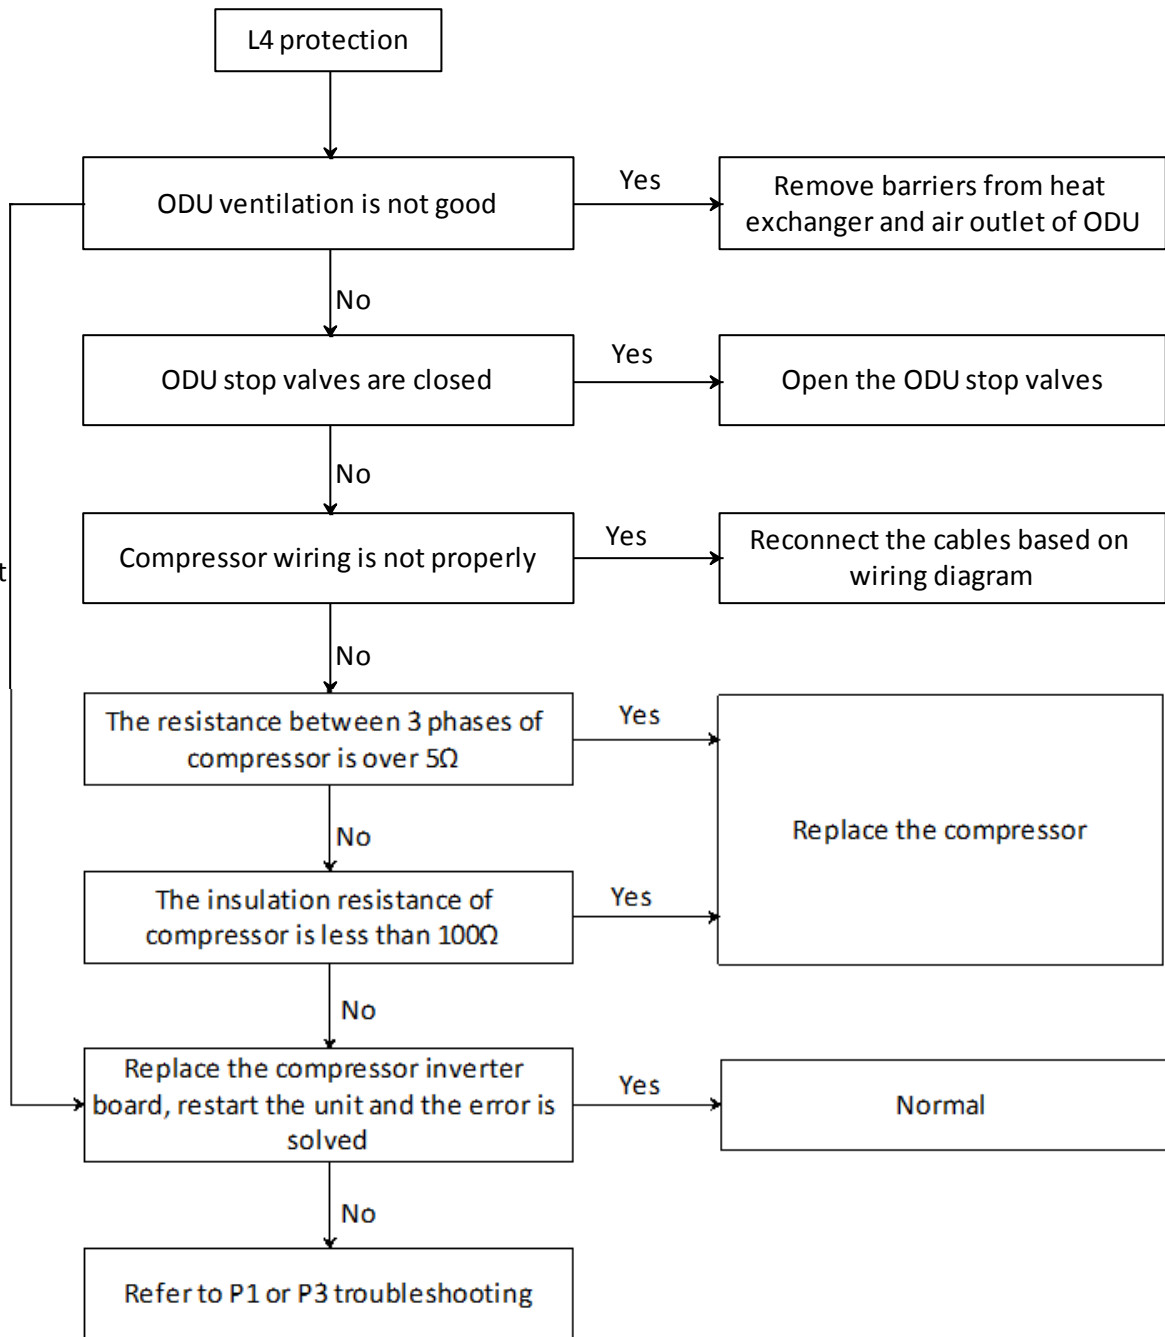 L4 protection
ODU ventilation is not good
Yes
Remove barriers from heat
exchanger and air outlet of ODU
No
ODU stop valves are closed
Yes
Open the ODU stop valves
No
Compressor wiring is not properly
Yes
Reconnect the cables based on
wiring diagram
t
No
The resistance between 3 phases of
compressor is over 5Ω
Yes
Replace the compressor
No
The insulation resistance of
compressor is less than 100Ω
Yes
No
Replace the compressor inverter
board, restart the unit and the error is
solved
Yes
Normal
No
Refer to P1 or P3 troubleshooting